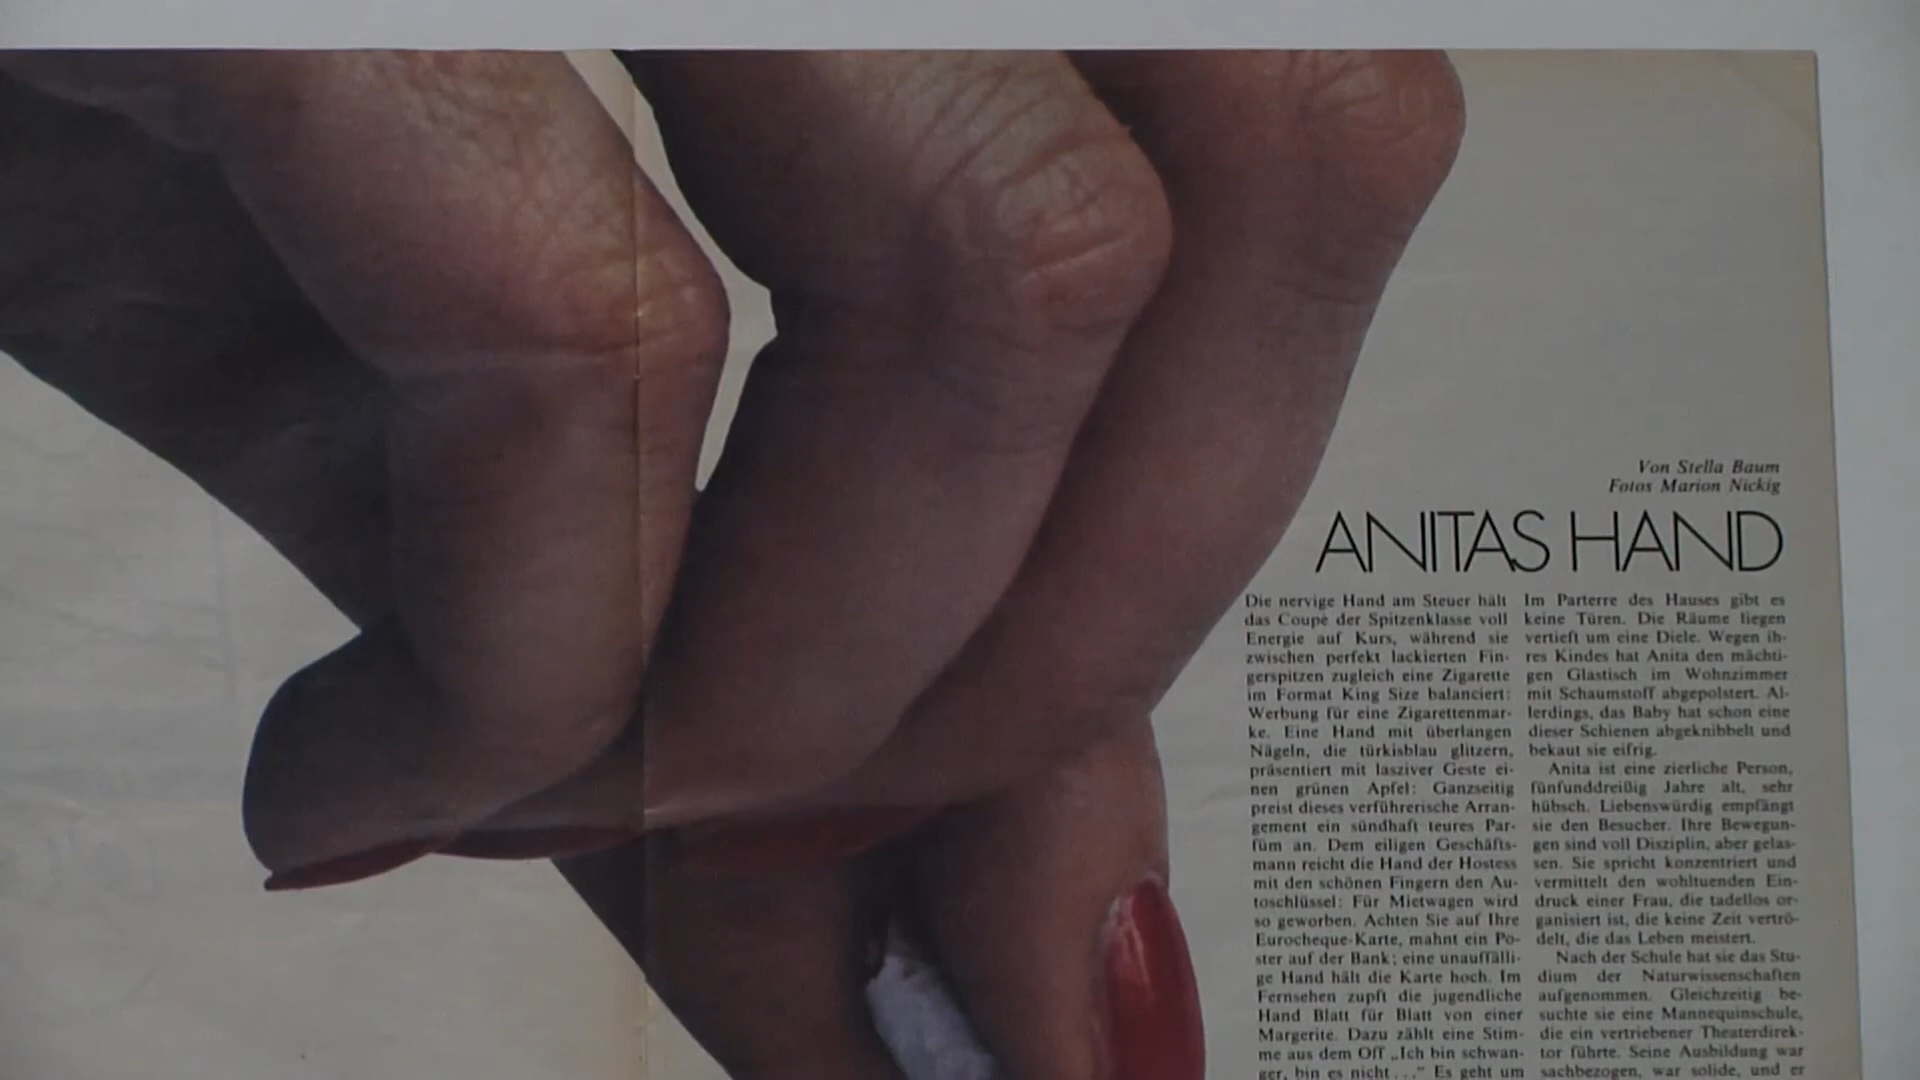 Von Stella Baum
Fotos Marion Nickig
ANITAS HAND
Die nervige Hand am Steuer hält
das Coupé der Spitzenklasse voll
Energie auf Kurs, während sie
zwischen perfekt lackierten Fin-
gerspitzen zugleich eine Zigarette
im Format King Size balanciert:
Werbung für eine Zigarettenmar-
ke. Eine Hand mit überlangen
Nägeln, die türkisblau glitzern,
präsentiert mit lasziver Geste ei-
nen grünen Apfel: Ganzseitig
preist dieses verführerische Arran-
gement ein sündhaft teures Par-
füm an. Dem eiligen Geschäfts-
mann reicht die Hand der Hostess
mit den schönen Fingern den Au-
toschlüssel: Für Mietwagen wird
so geworben. Achten Sie auf Ihre
Eurocheque-Karte, mahnt ein Po-
ster auf der Bank; eine unauffälli-
ge Hand hält die Karte hoch. Im
Fernsehen zupft die jugendliche
Hand Blatt für Blatt von einer
Margerite. Dazu zählt eine Stim-
me aus dem Off „Ich bin schwan-
ger, bin es nicht . . .“ Es geht um
Im Parterre des Hauses gibt es
keine Türen. Die Räume liegen
vertieft um eine Diele. Wegen ih-
res Kindes hat Anita den mächti-
gen Glastisch im Wohnzimmer
mit Schaumstoff abgepolstert. Al-
lerdings, das Baby hat schon eine
dieser Schienen abgeknibbelt und
bekaut sie eifrig.
Anita ist eine zierliche Person,
fünfunddreißig Jahre alt, sehr
hübsch. Liebenswürdig empfängt
sie den Besucher. Ihre Bewegun-
gen sind voll Disziplin, aber gelas-
sen. Sie spricht konzentriert und
vermittelt den wohltuenden Ein-
druck einer Frau, die tadellos or-
ganisiert ist, die keine Zeit vertrö-
delt, die das Leben meistert.
Nach der Schule hat sie das Stu-
dium der Naturwissenschaften
aufgenommen. Gleichzeitig be-
suchte sie eine Mannequinschule,
die ein vertriebener Theaterdirek-
tor führte. Seine Ausbildung war
sachbezogen, war solide, und er